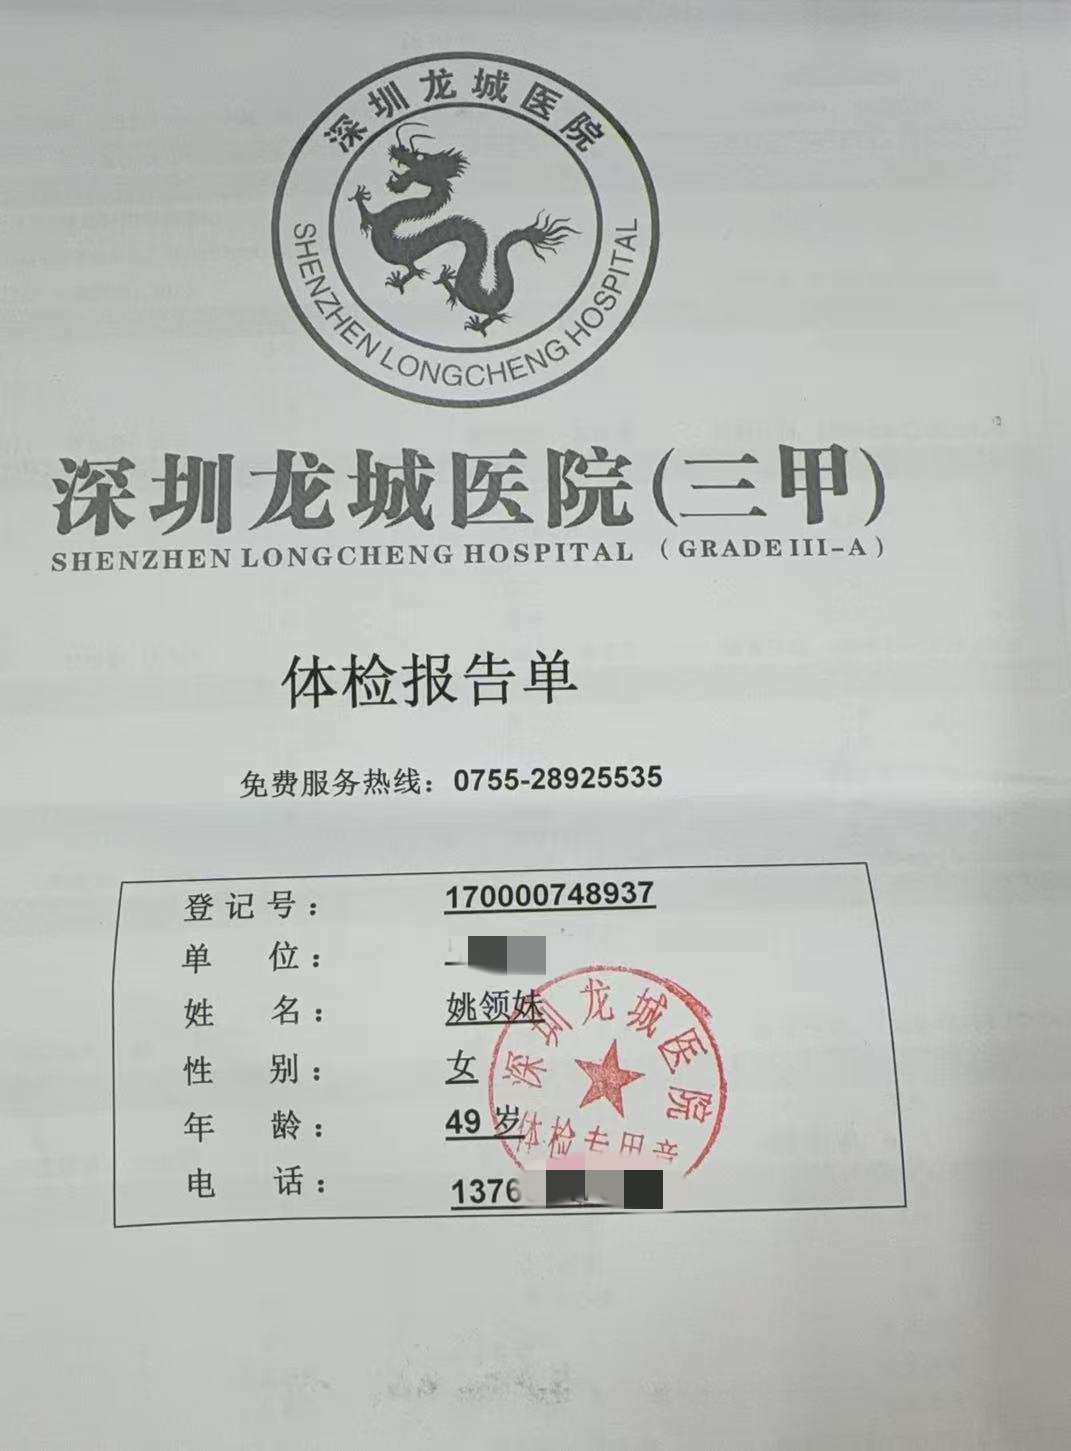 深圳龙城医院
SHENZHEN LONGCHENG HOSPITAL
深圳龙城医院(三甲)
SHENZHEN LONGCHENG HOSPITAL (GRADE III-A)
体检报告单
免费服务热线：0755-28925535
登记号： 170000748937
单 位：
姓 名： 姚领妹
性 别： 女
年 龄： 49 岁
电 话： 1376
深圳龙城医院
体检专用章